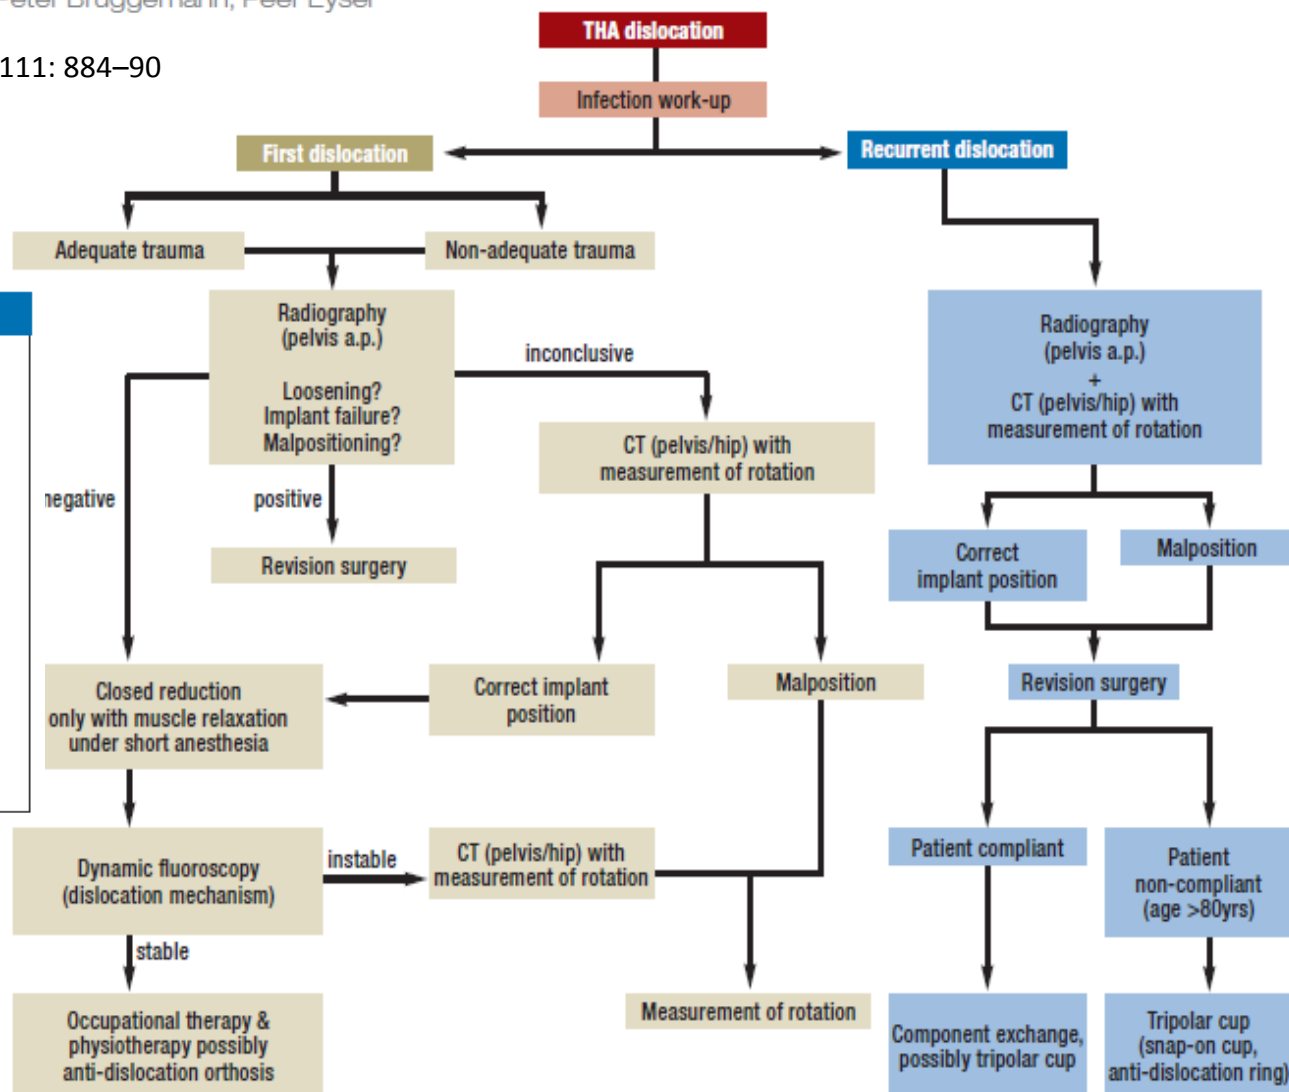 Peter Brüggemann, Peer Eysel
111: 884–90
THA dislocation
Infection work-up
First dislocation
Recurrent dislocation
Adequate trauma
Non-adequate trauma
Radiography
(pelvis a.p.)
Loosening?
Implant failure?
Malpositioning?
inconclusive
negative
positive
Revision surgery
CT (pelvis/hip) with
measurement of rotation
Radiography
(pelvis a.p.)
+
CT (pelvis/hip) with
measurement of rotation
Correct
implant position
Malposition
Closed reduction
only with muscle relaxation
under short anesthesia
Correct implant
position
Malposition
Revision surgery
Dynamic fluoroscopy
(dislocation mechanism)
instable
CT (pelvis/hip) with
measurement of rotation
Patient compliant
Patient
non-compliant
(age >80yrs)
stable
Occupational therapy &
physiotherapy possibly
anti-dislocation orthosis
Measurement of rotation
Component exchange,
possibly tripolar cup
Tripolar cup
(snap-on cup,
anti-dislocation ring)